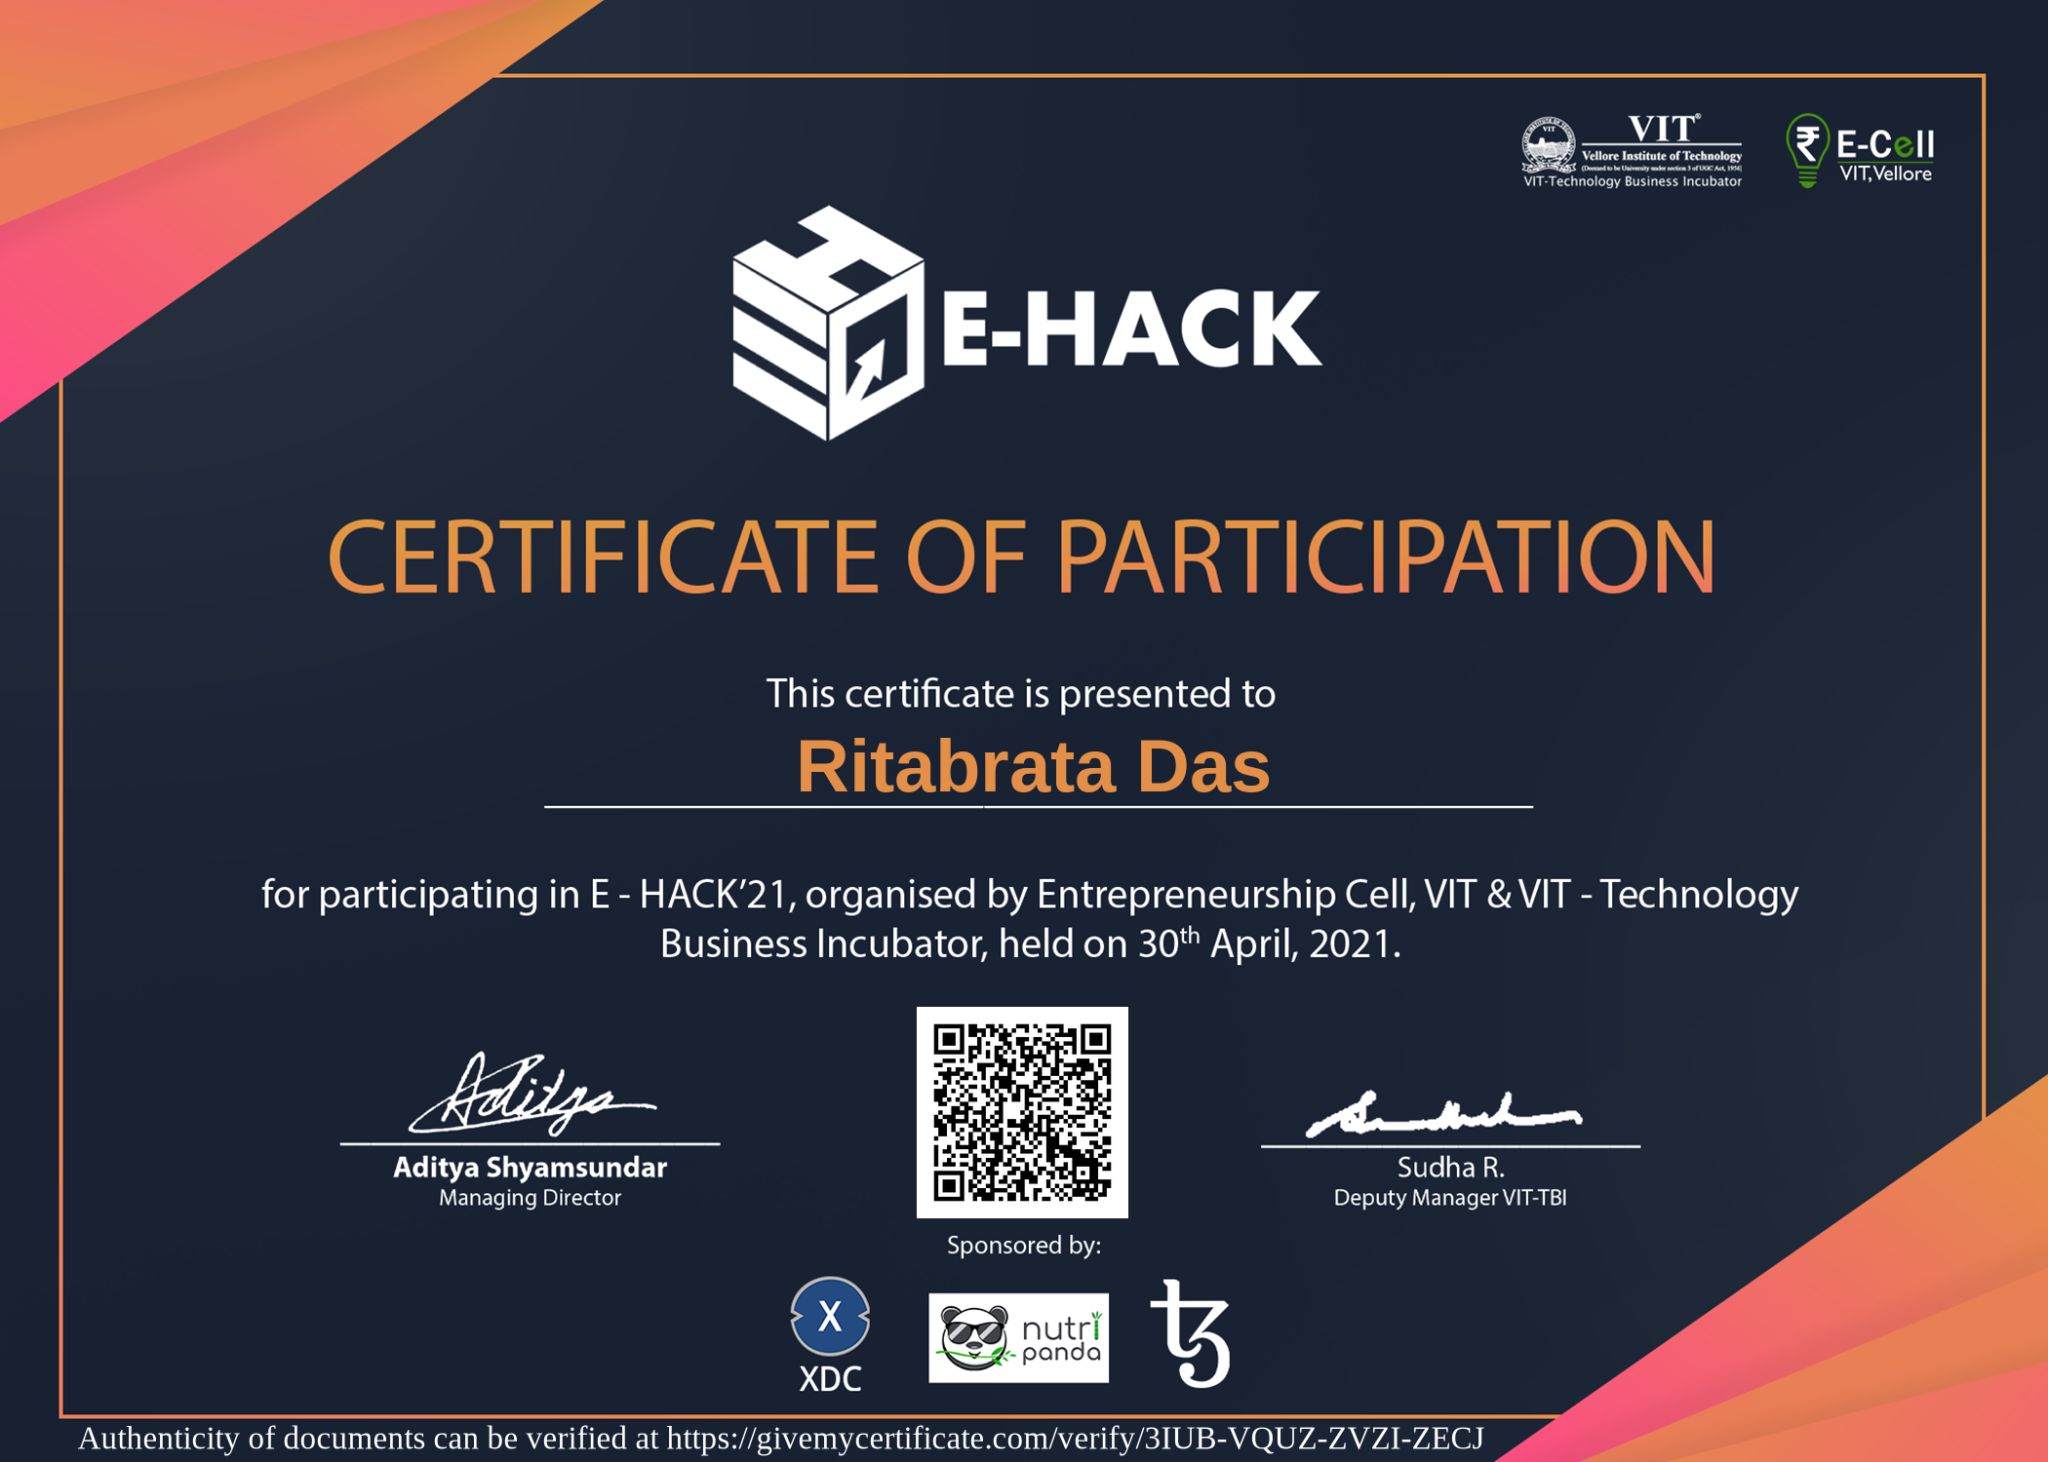 VIT®
Vellore Institute of Technology
(Deemed to be University under section 3 of UGC Act, 1956)
VIT-Technology Business Incubator
E-Cell
VIT, Vellore
E-HACK
CERTIFICATE OF PARTICIPATION
This certificate is presented to
Ritabrata Das
for participating in E - HACK’21, organised by Entrepreneurship Cell, VIT & VIT - Technology
Business Incubator, held on 30th April, 2021.
Aditya
Aditya Shyamsundar
Managing Director
Sudha R.
Deputy Manager VIT-TBI
Sponsored by:
X
XDC
nutri
panda
Authenticity of documents can be verified at https://givemycertificate.com/verify/3IUB-VQUZ-ZVZI-ZECJ